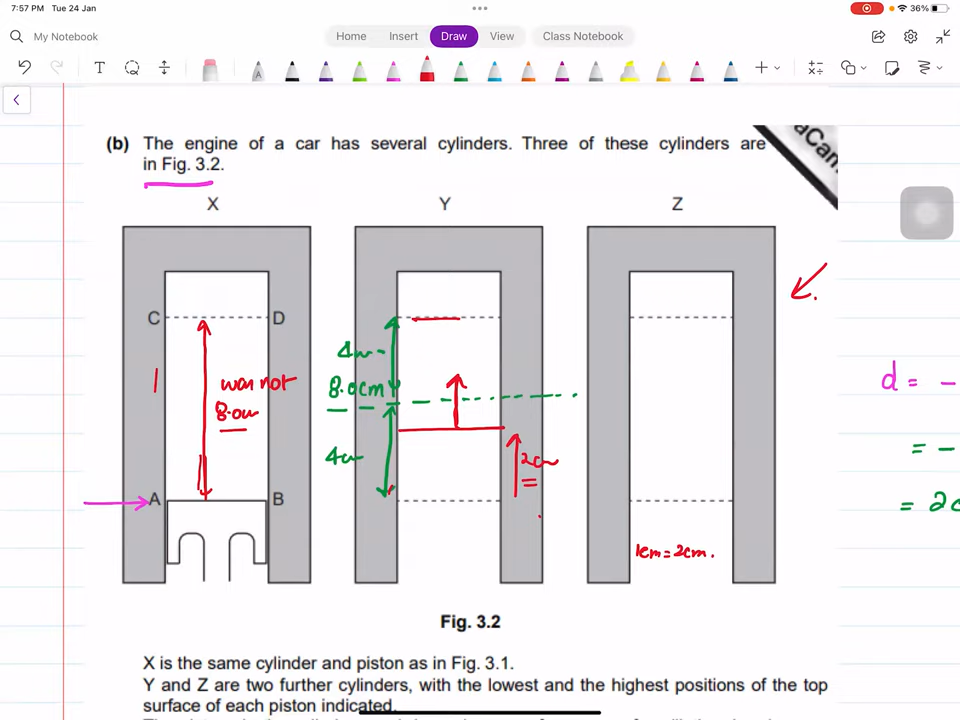 7:57 PM Tue 24 Jan
36%
My Notebook
Home Insert Draw View Class Notebook
(b) The engine of a car has several cylinders. Three of these cylinders are
in Fig. 3.2.
aCam
X Y Z
C D
4cm
was not
8.0cm
8.0cm
d = -
4cm
2cm
= -
A B
= 2c
1cm = 2cm.
Fig. 3.2
X is the same cylinder and piston as in Fig. 3.1.
Y and Z are two further cylinders, with the lowest and the highest positions of the top
surface of each piston indicated.